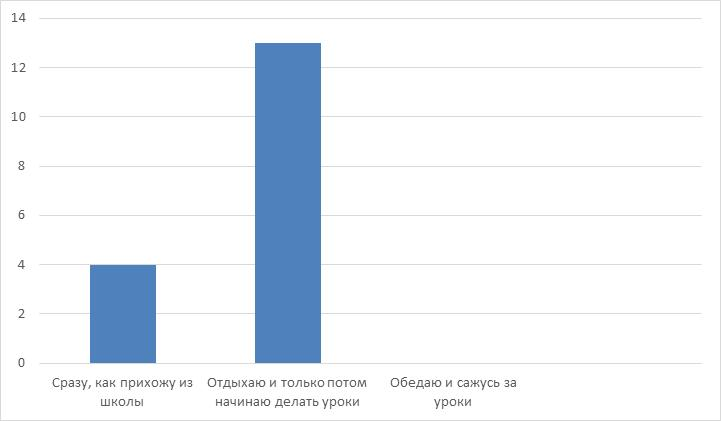 14
12
10
8
6
4
2
0
Сразу, как прихожу из
школы
Отдыхаю и только потом
начинаю делать уроки
Обедаю и сажусь за
уроки